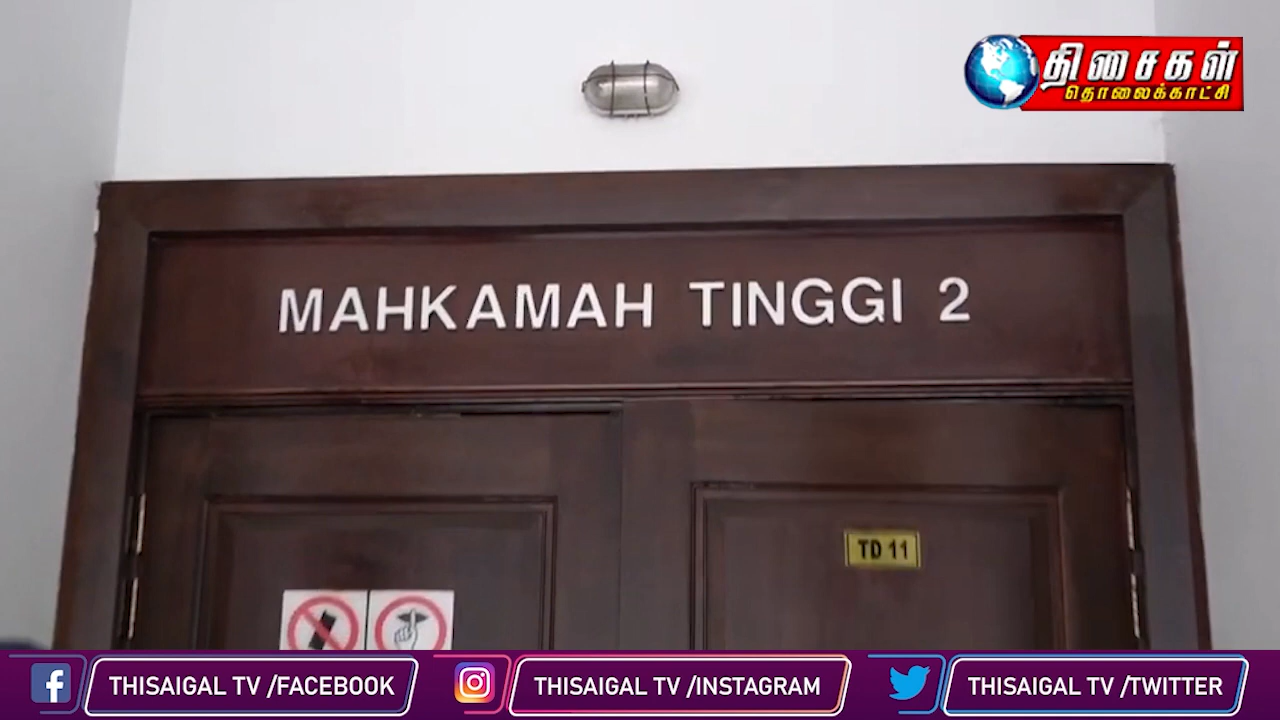 திசைகள்
தொலைக்காட்சி
MAHKAMAH TINGGI 2
TD 11
THISAIGAL TV /FACEBOOK
THISAIGAL TV /INSTAGRAM
THISAIGAL TV /TWITTER